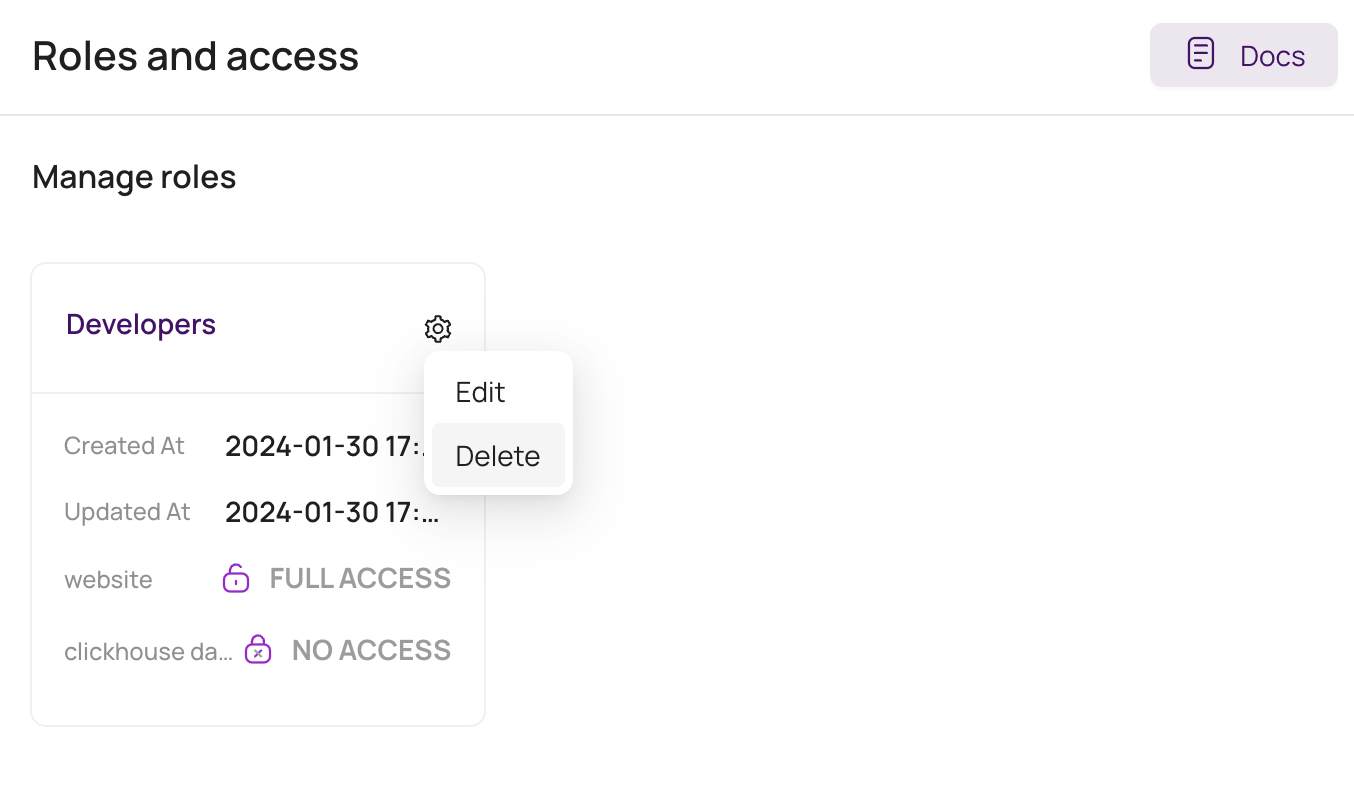 Roles and access
Docs
Manage roles
Developers
Edit
Delete
Created At 2024-01-30 17:..
Updated At 2024-01-30 17:...
website FULL ACCESS
clickhouse da... NO ACCESS